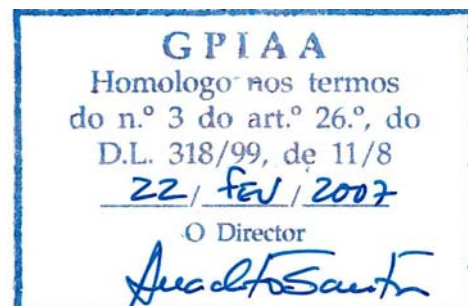 GPIAA
Homologo nos termos
do n.º 3 do art.º 26.º, do
D.L. 318/99, de 11/8
22/FEV/2007
O Director